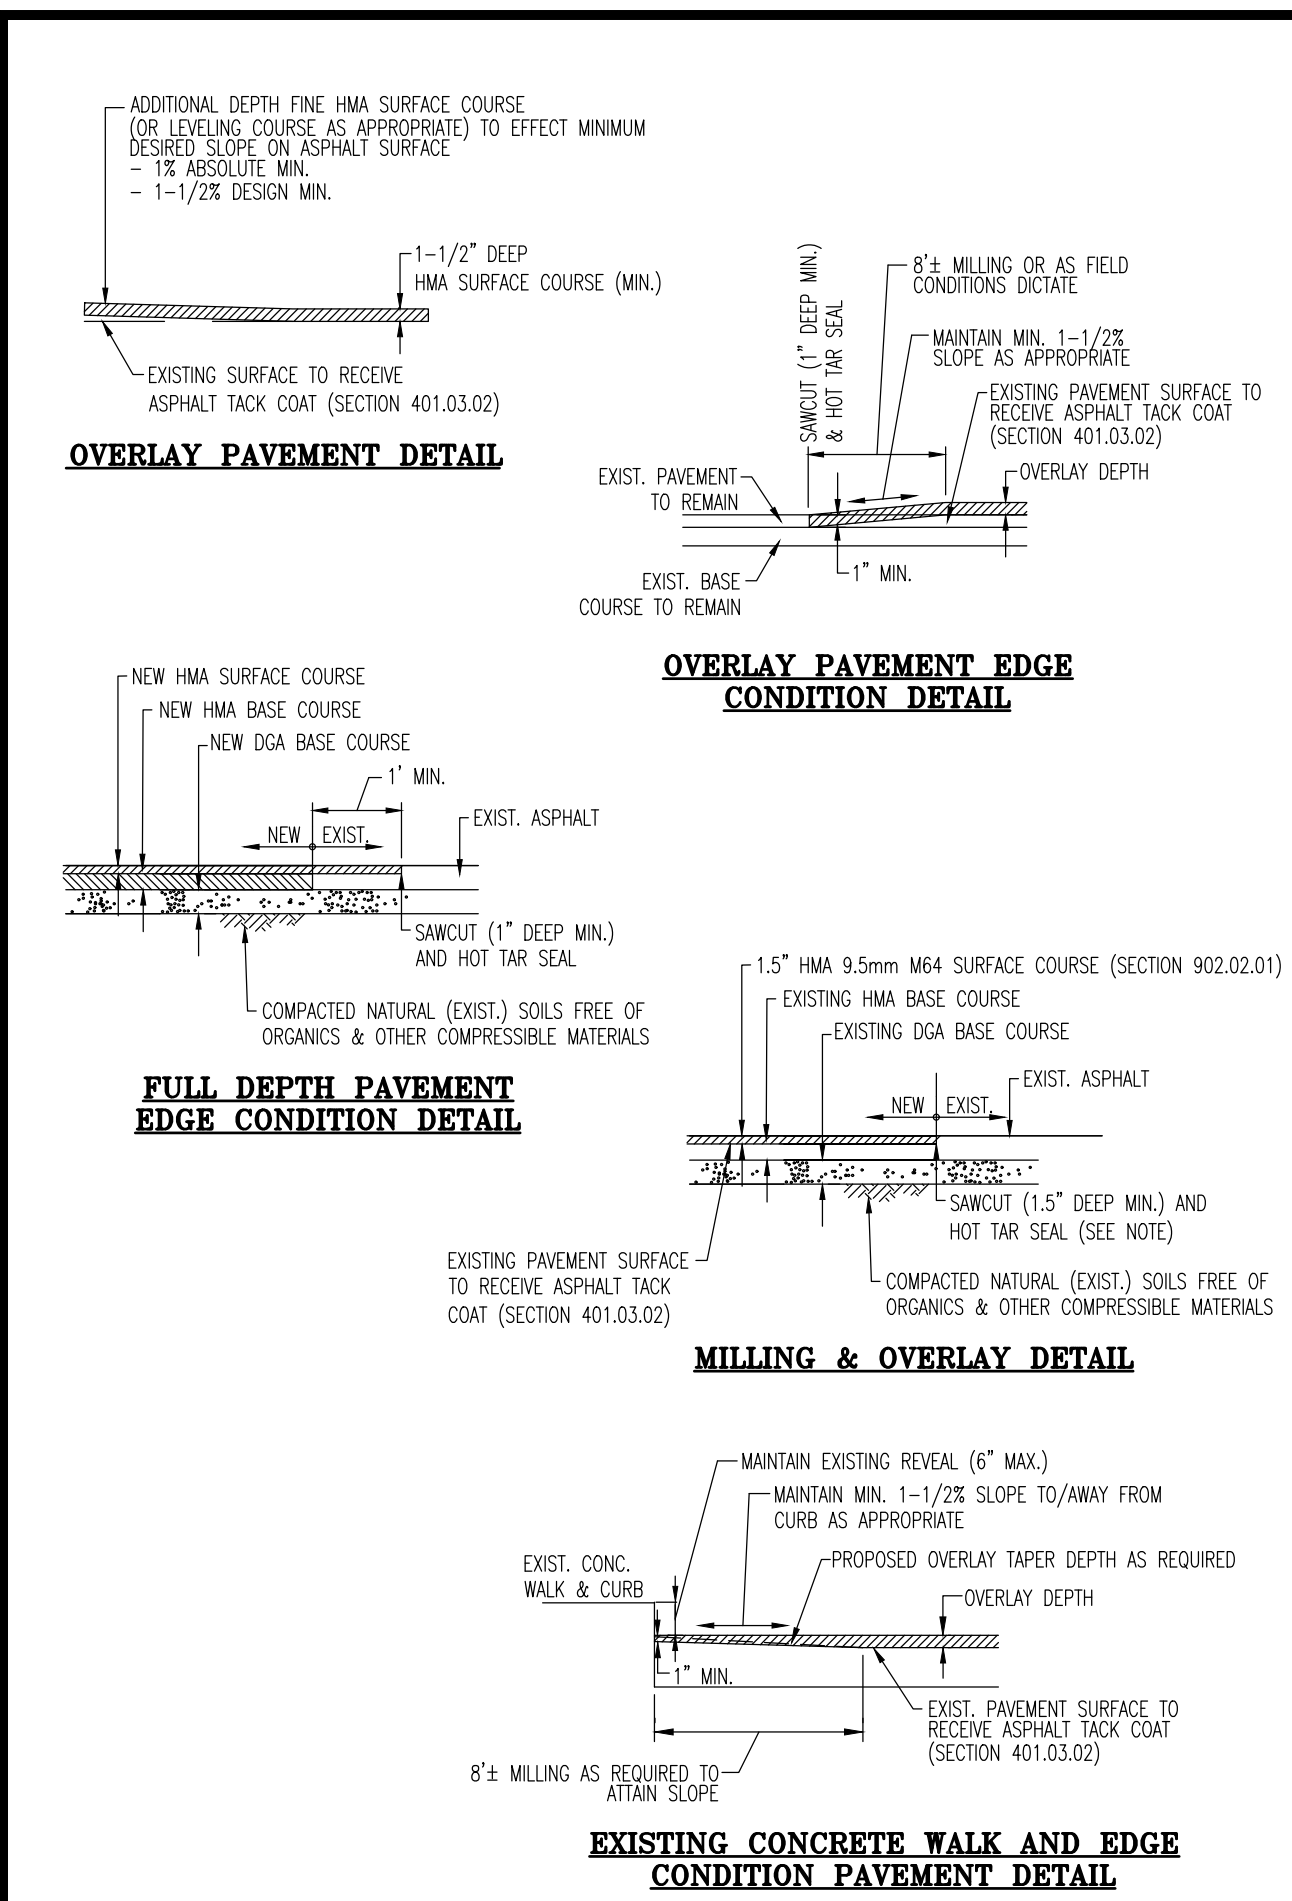 ADDITIONAL DEPTH FINE HMA SURFACE COURSE
(OR LEVELING COURSE AS APPROPRIATE) TO EFFECT MINIMUM
DESIRED SLOPE ON ASPHALT SURFACE
- 1% ABSOLUTE MIN.
- 1-1/2% DESIGN MIN.
1-1/2" DEEP
HMA SURFACE COURSE (MIN.)
EXISTING SURFACE TO RECEIVE
ASPHALT TACK COAT (SECTION 401.03.02)
OVERLAY PAVEMENT DETAIL
SAWCUT (1" DEEP MIN.)
& HOT TAR SEAL
8'± MILLING OR AS FIELD
CONDITIONS DICTATE
MAINTAIN MIN. 1-1/2%
SLOPE AS APPROPRIATE
EXISTING PAVEMENT SURFACE TO
RECEIVE ASPHALT TACK COAT
(SECTION 401.03.02)
OVERLAY DEPTH
EXIST. PAVEMENT
TO REMAIN
1" MIN.
EXIST. BASE
COURSE TO REMAIN
OVERLAY PAVEMENT EDGE
CONDITION DETAIL
NEW HMA SURFACE COURSE
NEW HMA BASE COURSE
NEW DGA BASE COURSE
1' MIN.
EXIST. ASPHALT
NEW
EXIST.
SAWCUT (1" DEEP MIN.)
AND HOT TAR SEAL
COMPACTED NATURAL (EXIST.) SOILS FREE OF
ORGANICS & OTHER COMPRESSIBLE MATERIALS
FULL DEPTH PAVEMENT
EDGE CONDITION DETAIL
1.5" HMA 9.5mm M64 SURFACE COURSE (SECTION 902.02.01)
EXISTING HMA BASE COURSE
EXISTING DGA BASE COURSE
EXIST. ASPHALT
NEW
EXIST.
SAWCUT (1.5" DEEP MIN.) AND
HOT TAR SEAL (SEE NOTE)
EXISTING PAVEMENT SURFACE
TO RECEIVE ASPHALT TACK
COAT (SECTION 401.03.02)
COMPACTED NATURAL (EXIST.) SOILS FREE OF
ORGANICS & OTHER COMPRESSIBLE MATERIALS
MILLING & OVERLAY DETAIL
MAINTAIN EXISTING REVEAL (6" MAX.)
MAINTAIN MIN. 1-1/2% SLOPE TO/AWAY FROM
CURB AS APPROPRIATE
PROPOSED OVERLAY TAPER DEPTH AS REQUIRED
EXIST. CONC.
WALK & CURB
OVERLAY DEPTH
1" MIN.
EXIST. PAVEMENT SURFACE TO
RECEIVE ASPHALT TACK COAT
(SECTION 401.03.02)
8'± MILLING AS REQUIRED TO
ATTAIN SLOPE
EXISTING CONCRETE WALK AND EDGE
CONDITION PAVEMENT DETAIL